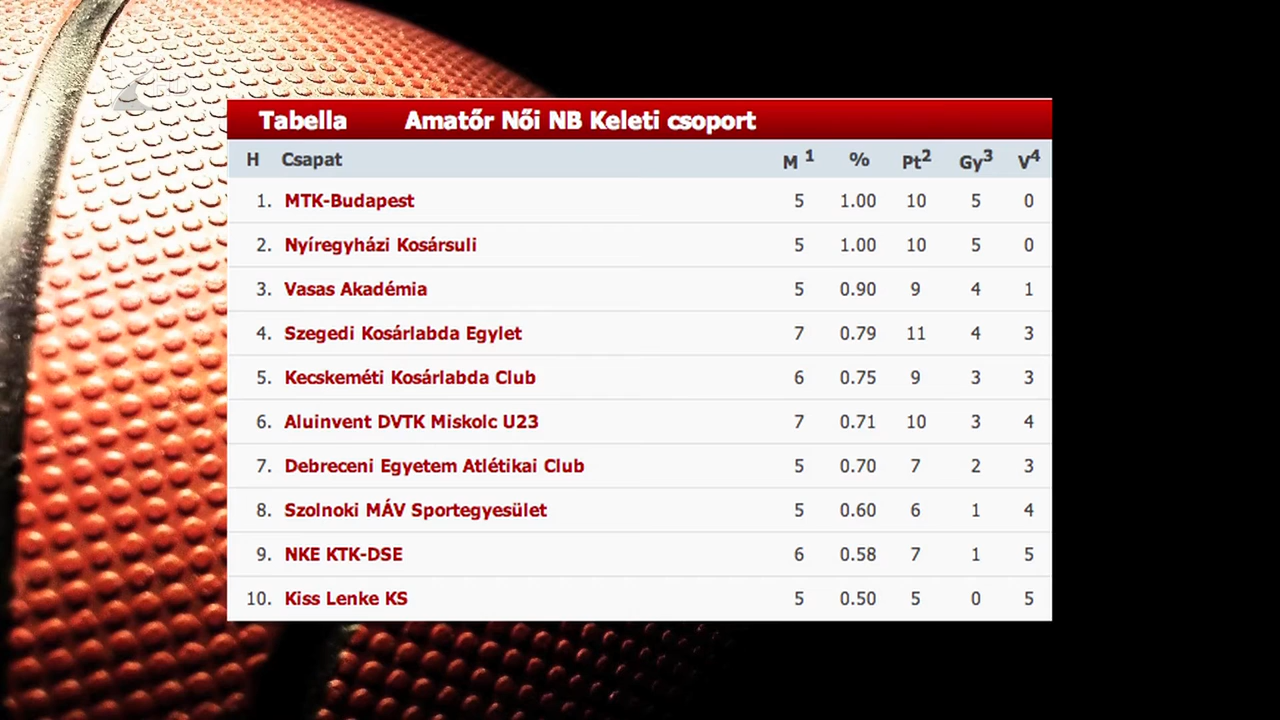 Tabella Amatőr Női NB Keleti csoport
H Csapat M 1 % Pt2 Gy3 V4
1. MTK-Budapest 5 1.00 10 5 0
2. Nyíregyházi Kosársuli 5 1.00 10 5 0
3. Vasas Akadémia 5 0.90 9 4 1
4. Szegedi Kosárlabda Egylet 7 0.79 11 4 3
5. Kecskeméti Kosárlabda Club 6 0.75 9 3 3
6. Aluinvent DVTK Miskolc U23 7 0.71 10 3 4
7. Debreceni Egyetem Atlétikai Club 5 0.70 7 2 3
8. Szolnoki MÁV Sportegyesület 5 0.60 6 1 4
9. NKE KTK-DSE 6 0.58 7 1 5
10. Kiss Lenke KS 5 0.50 5 0 5